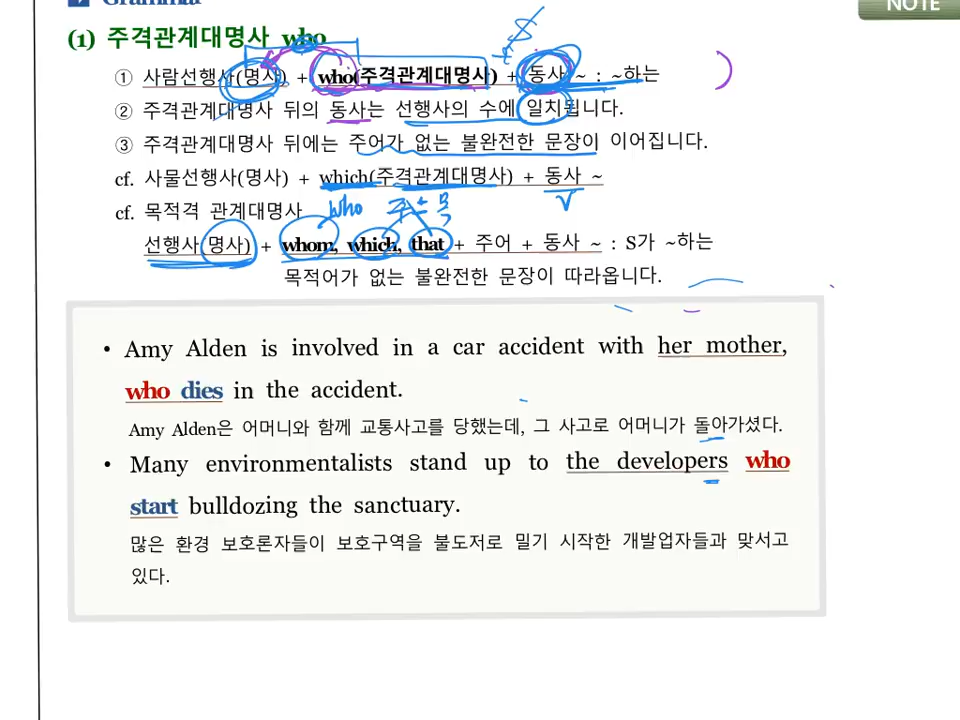 Grammar
NOTE
(1) 주격관계대명사 who
① 사람선행사(명사) + who(주격관계대명사) + 동사 ~ : ~하는
② 주격관계대명사 뒤의 동사는 선행사의 수에 일치됩니다.
③ 주격관계대명사 뒤에는 주어가 없는 불완전한 문장이 이어집니다.
cf. 사물선행사(명사) + which(주격관계대명사) + 동사 ~
cf. 목적격 관계대명사
who
선행사(명사) + whom, which, that + 주어 + 동사 ~ : S가 ~하는
목적어가 없는 불완전한 문장이 따라옵니다.
• Amy Alden is involved in a car accident with her mother,
who dies in the accident.
Amy Alden은 어머니와 함께 교통사고를 당했는데, 그 사고로 어머니가 돌아가셨다.
• Many environmentalists stand up to the developers who
start bulldozing the sanctuary.
많은 환경 보호론자들이 보호구역을 불도저로 밀기 시작한 개발업자들과 맞서고
있다.